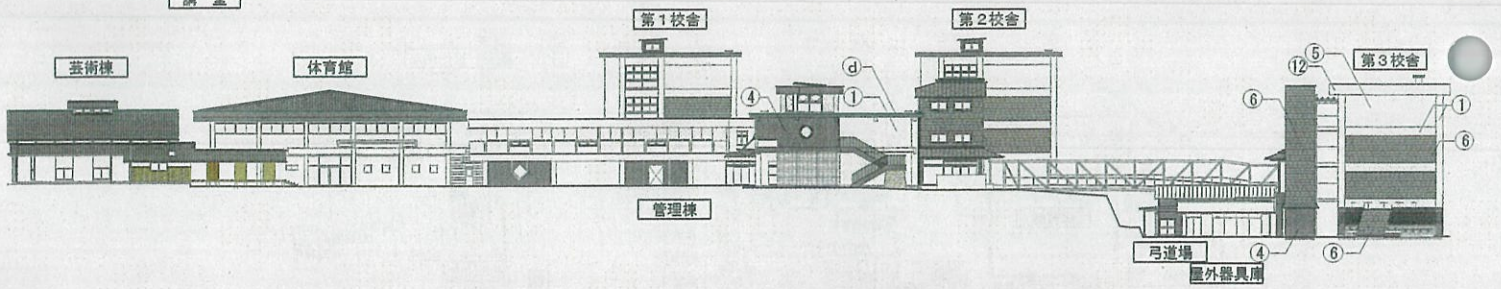 講堂
第1校舎
第2校舎
芸術棟
体育館
第3校舎
⑤
⑫
d
④
①
⑥
①
⑥
管理棟
弓道場
屋外器具庫
④
⑥